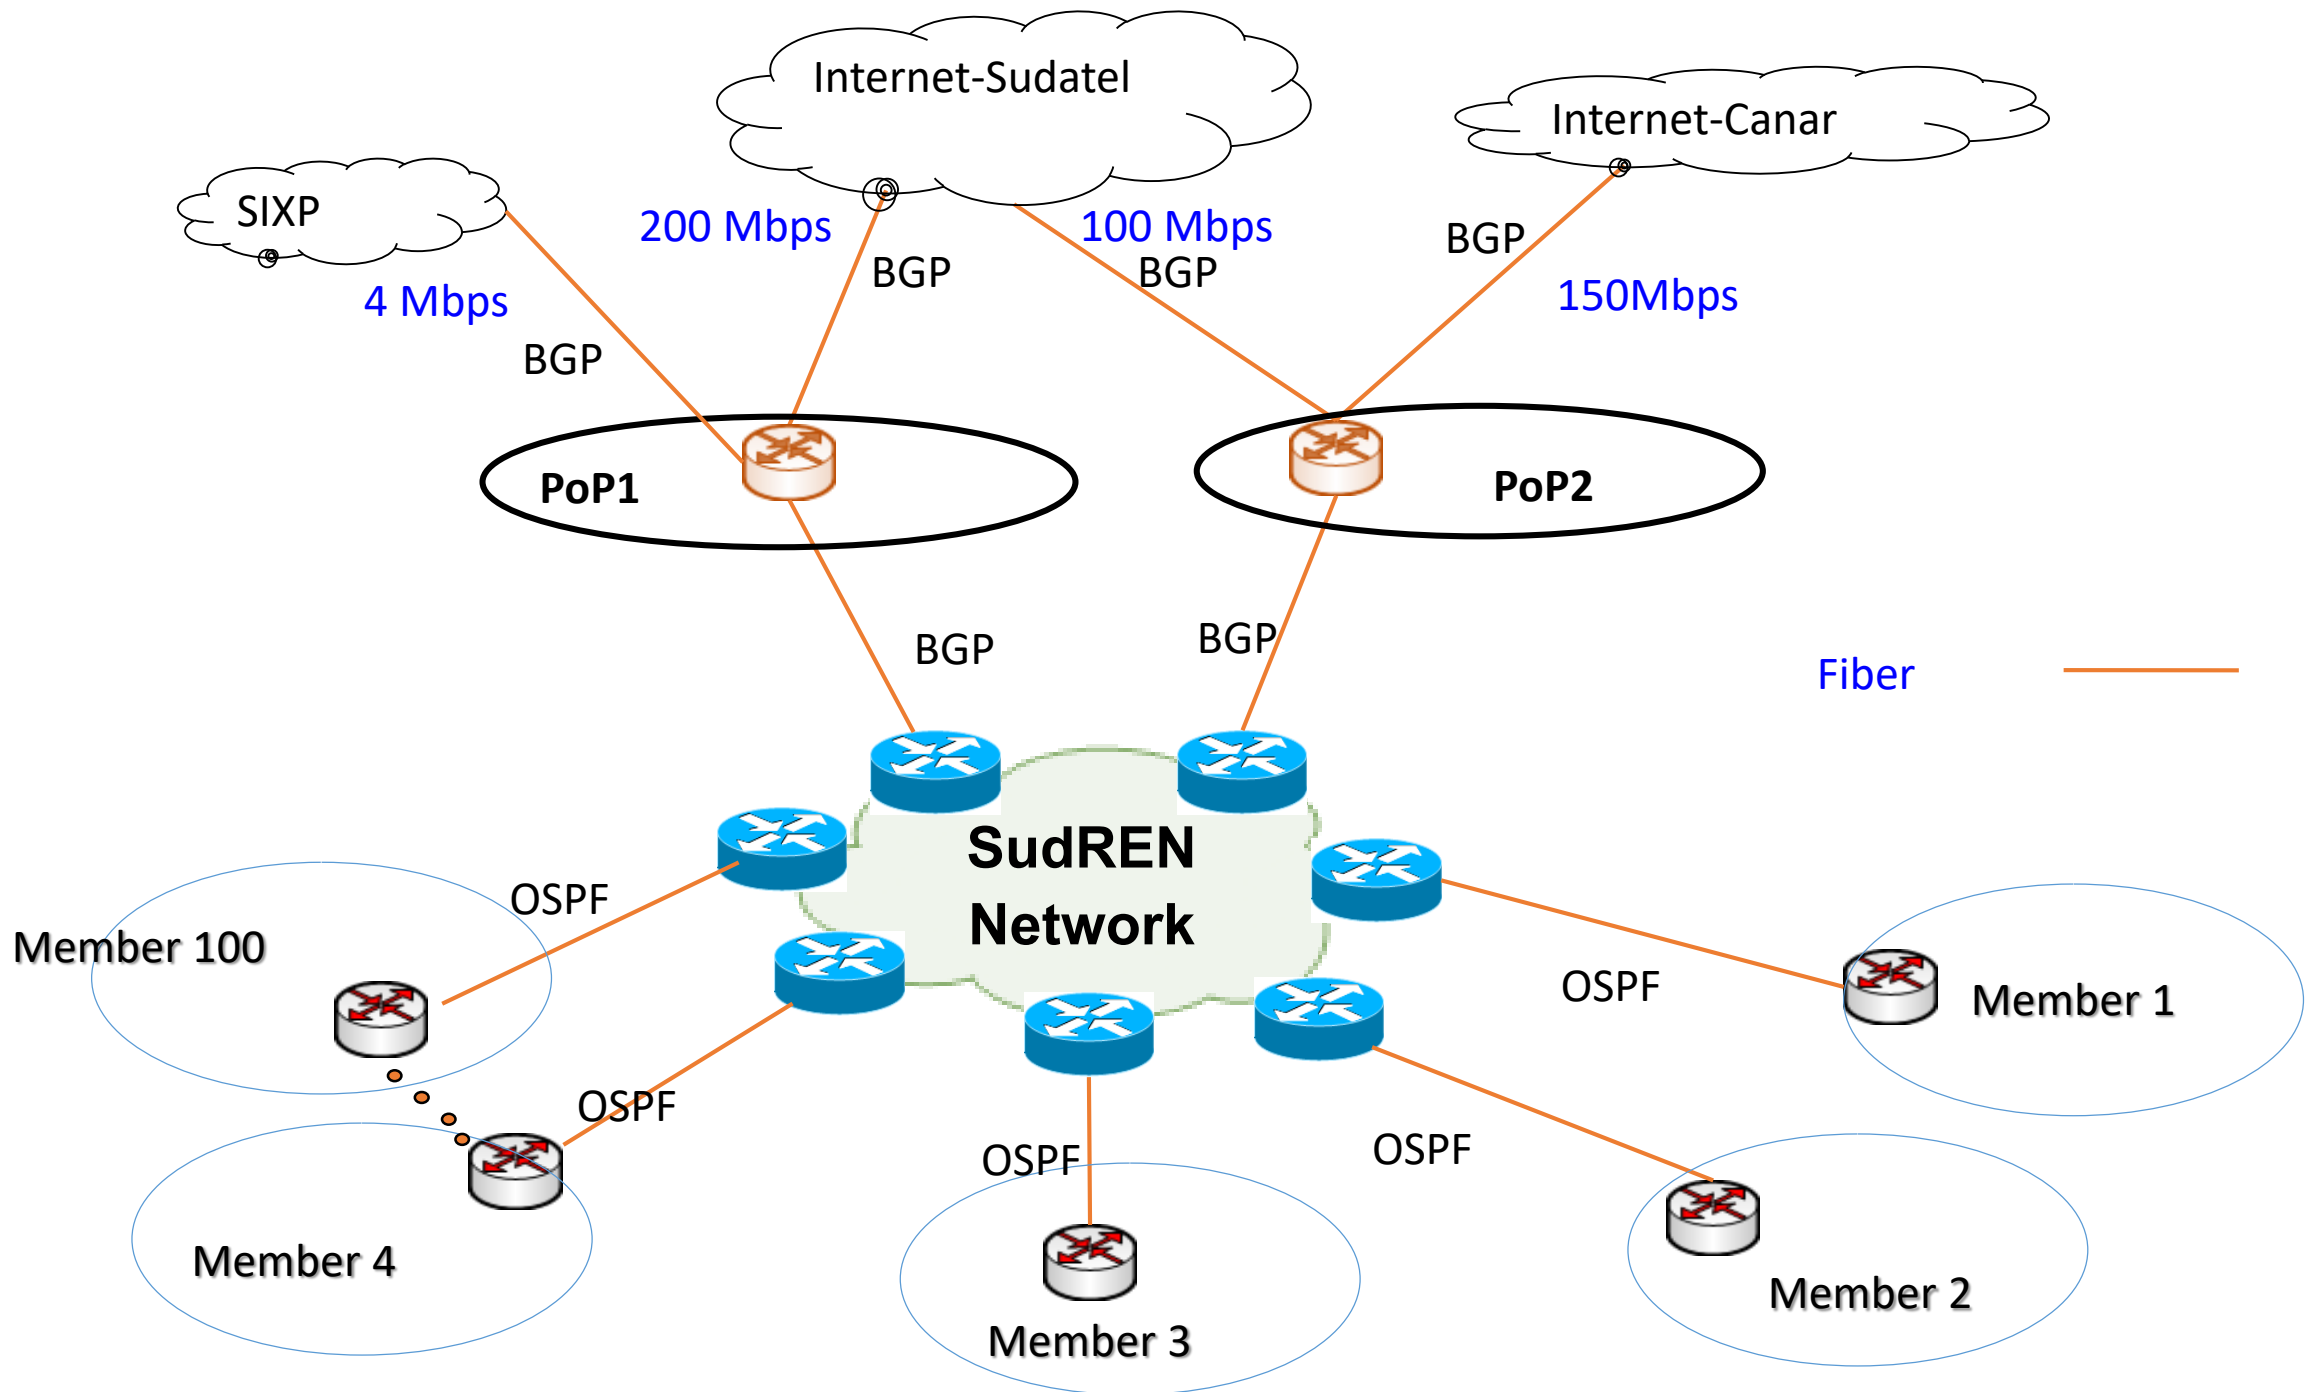 Internet-Sudatel
Internet-Canar
SIXP
200 Mbps
100 Mbps
BGP
BGP
BGP
4 Mbps
150Mbps
BGP
PoP1
PoP2
BGP
BGP
Fiber
SudREN
Network
OSPF
Member 100
OSPF
Member 1
OSPF
OSPF
OSPF
Member 4
Member 2
Member 3